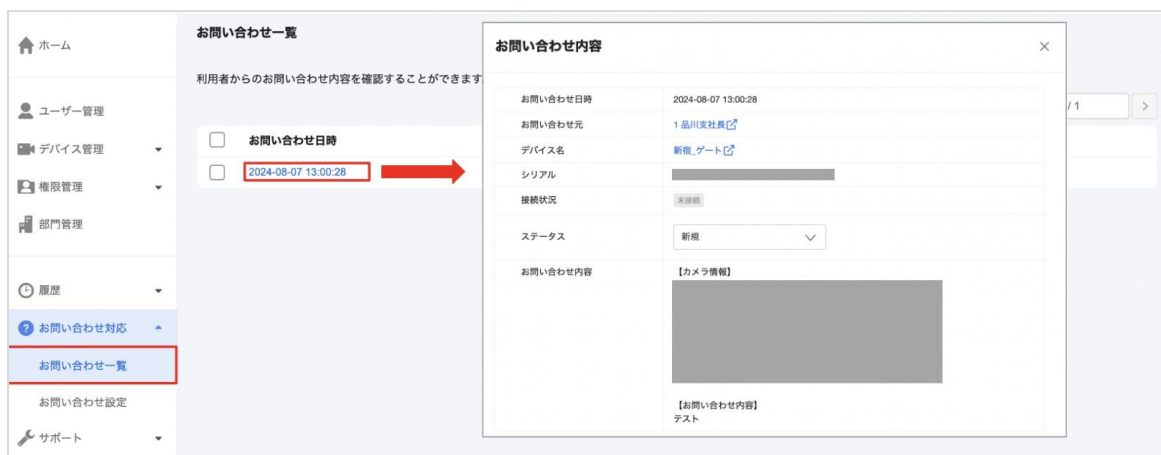 ホーム
ユーザー管理
デバイス管理
権限管理
部門管理
履歴
お問い合わせ対応
お問い合わせ一覧
お問い合わせ設定
サポート
お問い合わせ一覧
利用者からのお問い合わせ内容を確認することができます
/ 1
お問い合わせ日時
2024-08-07 13:00:28
お問い合わせ内容
お問い合わせ日時 2024-08-07 13:00:28
お問い合わせ元 1 品川支社長
デバイス名 新宿_ゲート
シリアル
接続状況 未接続
ステータス 新規
お問い合わせ内容 【カメラ情報】
【お問い合わせ内容】
テスト